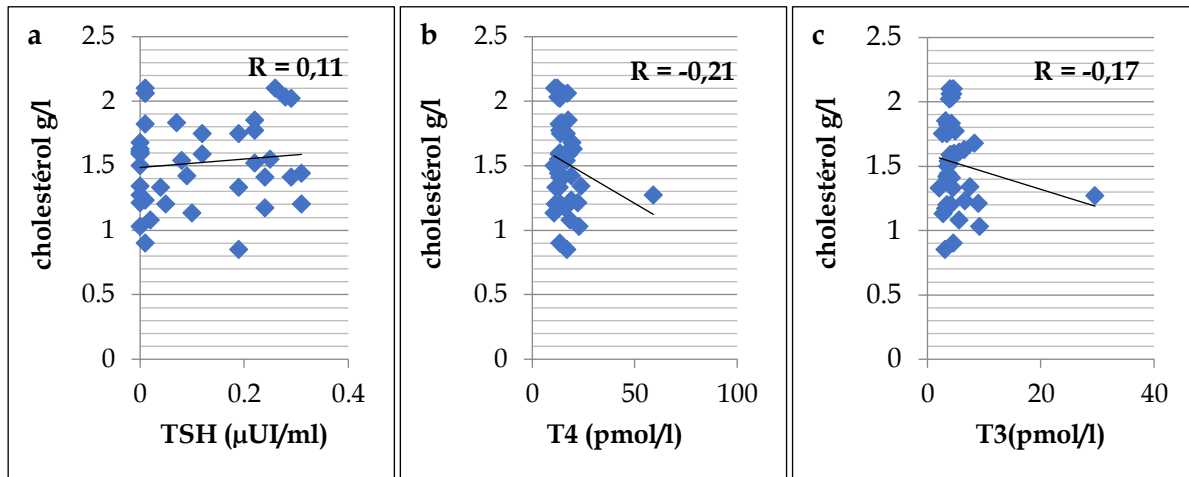 a
R = 0,11
cholestérol g/l
2.5
2
1.5
1
0.5
0
0 0.2 0.4
TSH (µUI/ml)
b
R = -0,21
cholestérol g/l
2.5
2
1.5
1
0.5
0
0 50 100
T4 (pmol/l)
c
R = -0,17
cholestérol g/l
2.5
2
1.5
1
0.5
0
0 20 40
T3(pmol/l)